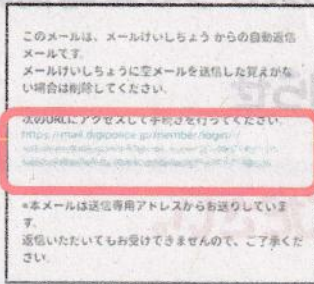 このメールは、メールけいしちょう からの自動返信
メールです。
メールけいしちょうに空メールを送信した覚えがな
い場合は削除してください。
次のURLにアクセスして手続きを行ってください。
https://mail.digipolice.jp/member/login/
*本メールは送信専用アドレスからお送りしていま
す。
返信いただいてもお受けできませんので、ご了承くだ
さい。